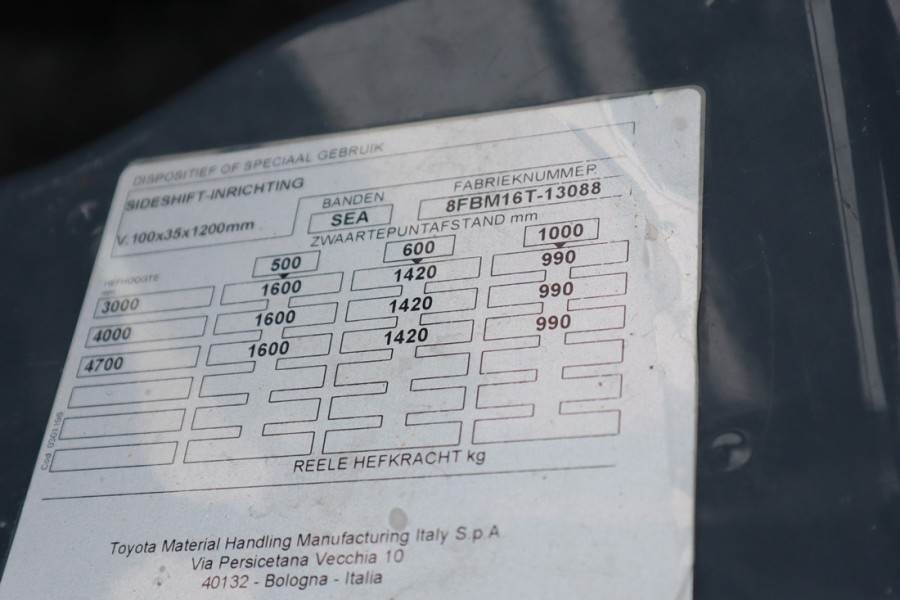 DISPOSITIEF OF SPECIAAL GEBRUIK
SIDESHIFT-INRICHTING
V. 100x35x1200mm
BANDEN
SEA
FABRIEKNUMMER
8FBM16T-13088
ZWAARTEPUNTAFSTAND mm
HEFHOOGTE
mm
500 600 1000
3000 1600 1420 990
4000 1600 1420 990
4700 1600 1420 990
REELE HEFKRACHT kg
Toyota Material Handling Manufacturing Italy S.p.A
Via Persicetana Vecchia 10
40132 - Bologna - Italia